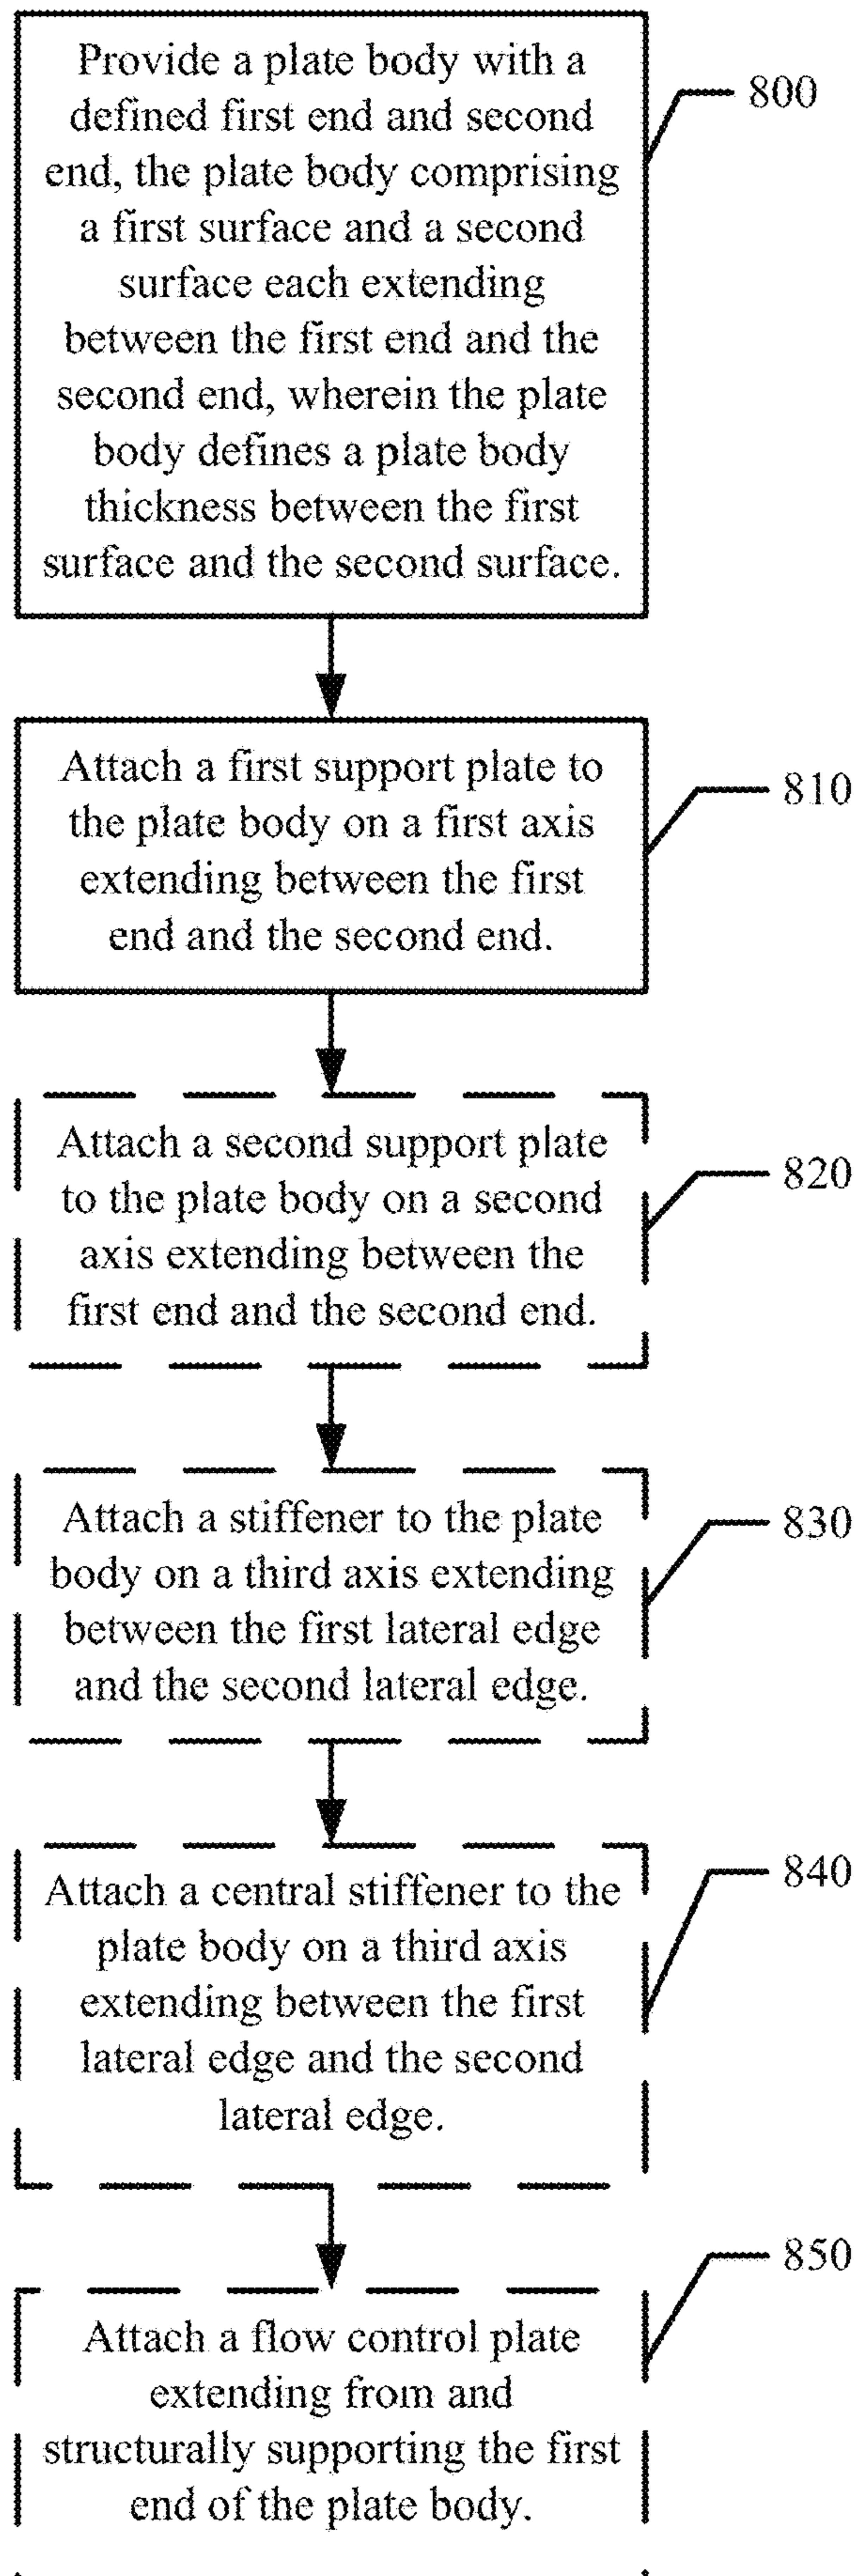 Provide a plate body with a
defined first end and second
end, the plate body comprising
a first surface and a second
surface each extending
between the first end and the
second end, wherein the plate
body defines a plate body
thickness between the first
surface and the second surface.
800
Attach a first support plate to
the plate body on a first axis
extending between the first
end and the second end.
810
Attach a second support plate
to the plate body on a second
axis extending between the
first end and the second end.
820
Attach a stiffener to the plate
body on a third axis extending
between the first lateral edge
and the second lateral edge.
830
Attach a central stiffener to the
plate body on a third axis
extending between the first
lateral edge and the second
lateral edge.
840
Attach a flow control plate
extending from and
structurally supporting the first
end of the plate body.
850